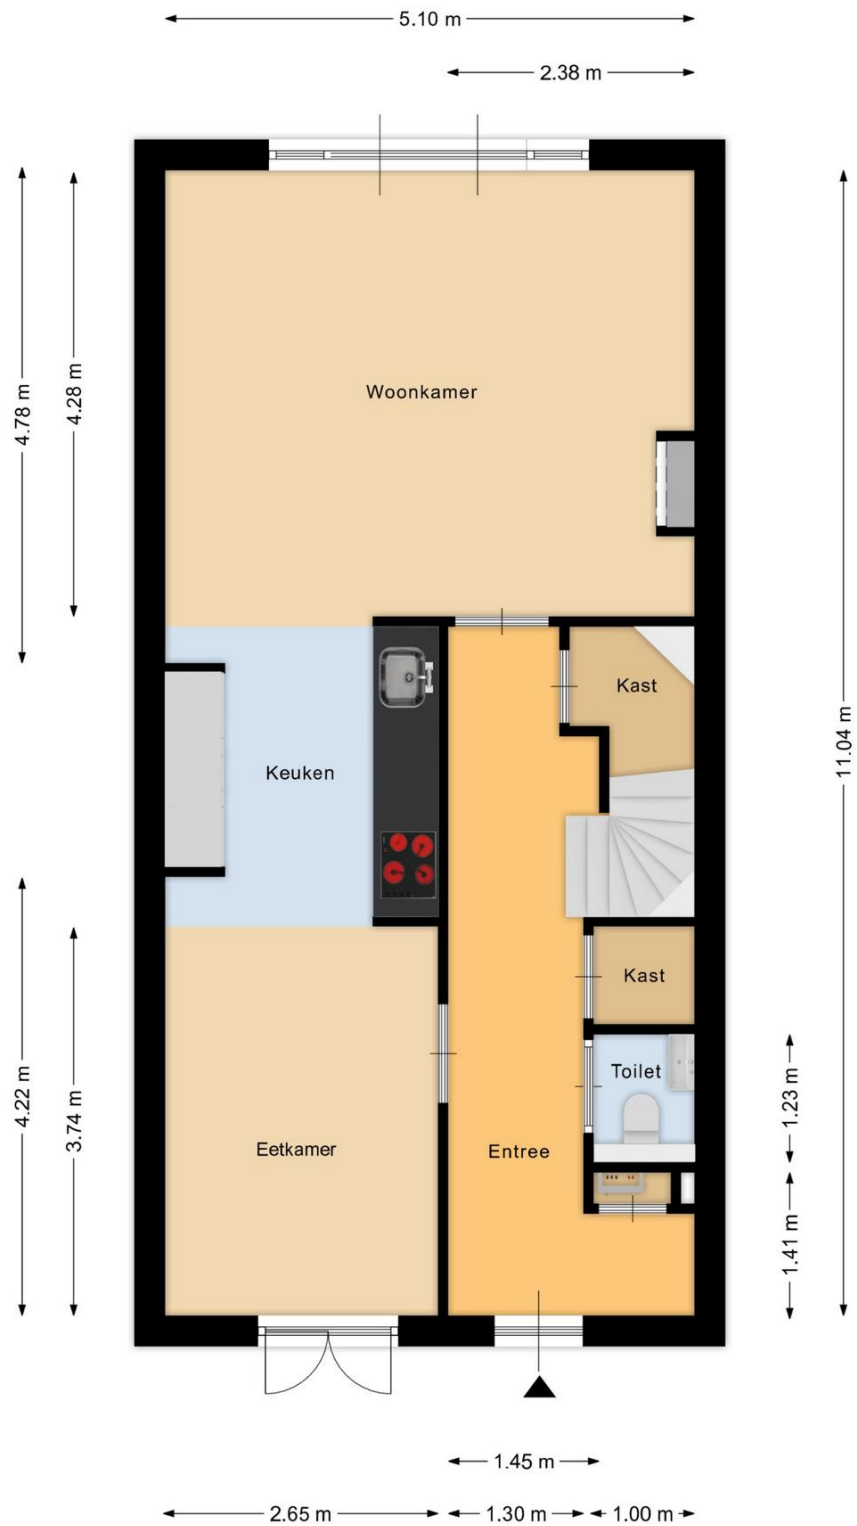 5.10 m
2.38 m
4.78 m
4.28 m
Woonkamer
11.04 m
Kast
Keuken
Kast
4.22 m
3.74 m
Toilet
1.23 m
Eetkamer
Entree
1.41 m
1.45 m
2.65 m
1.30 m
1.00 m